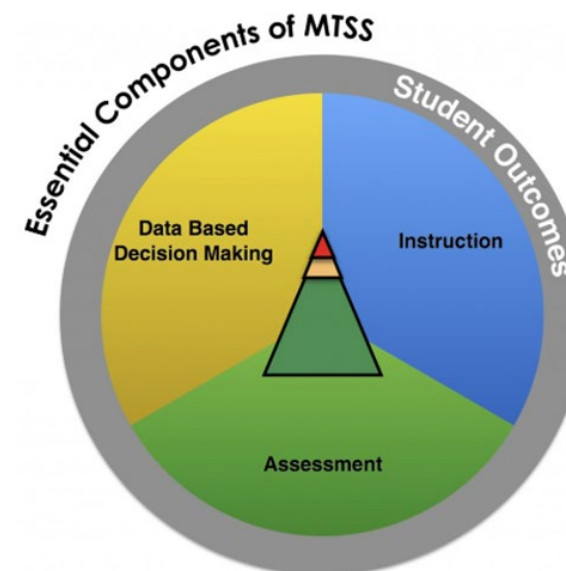 Essential Components of MTSS
Student Outcomes
Data Based
Decision Making
Instruction
Assessment